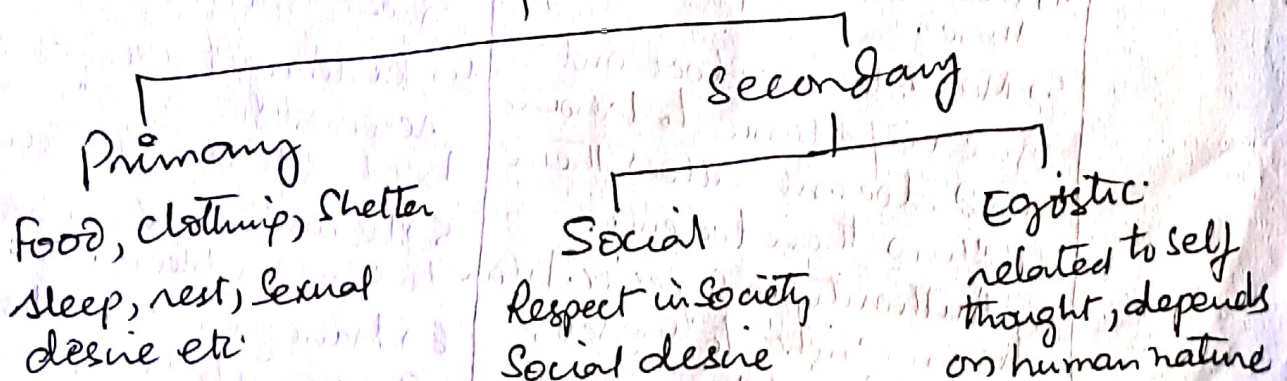 Primary
Food, Clothing, Shelter
sleep, rest, Sexual
desire etc.
Secondary
Social
Respect in Society
Social desire
Egoistic
related to self
thought, depends
on human nature